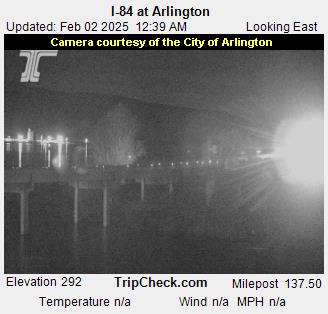 I-84 at Arlington
Updated: Feb 02 2025 12:39 AM Looking East
Camera courtesy of the City of Arlington
Elevation 292 TripCheck.com Milepost 137.50
Temperature n/a Wind n/a MPH n/a